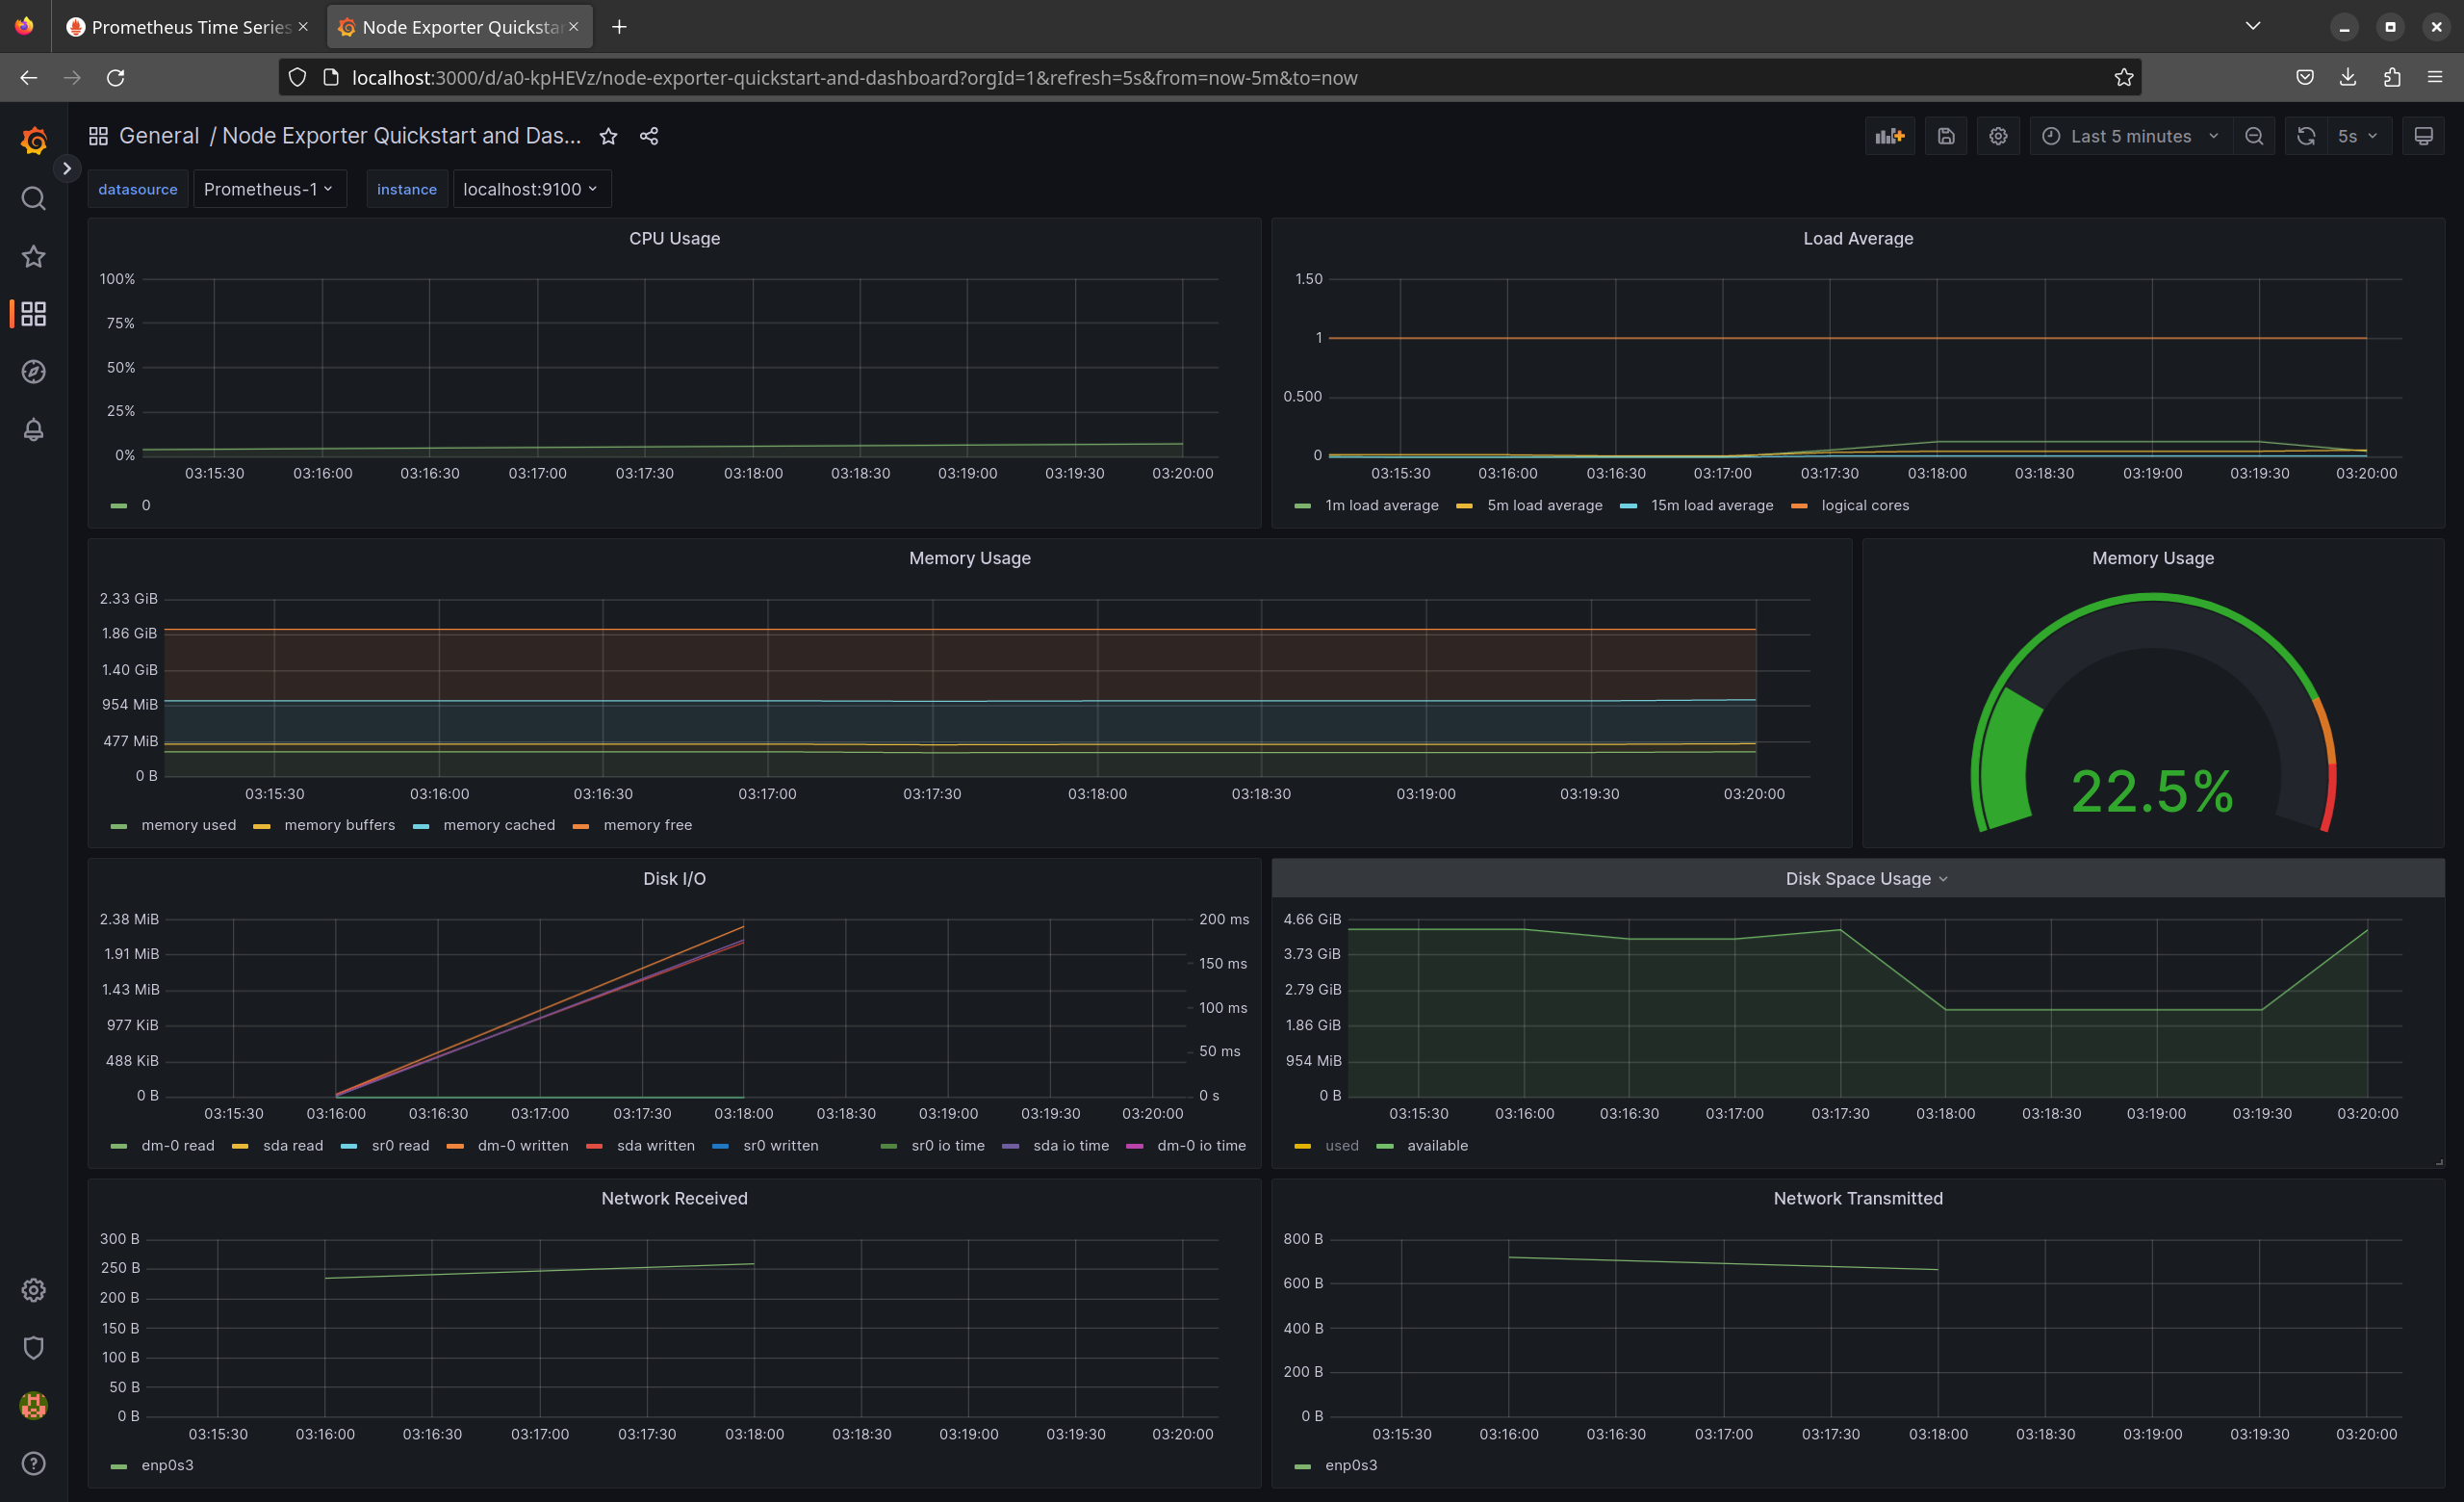 Prometheus Time Series
Node Exporter Quicksta
localhost:3000/d/a0-kpHEVz/node-exporter-quickstart-and-dashboard?orgId=1&refresh=5s&from=now-5m&to=now
General / Node Exporter Quickstart and Das...
Last 5 minutes
5s
datasource Prometheus-1 instance localhost:9100
CPU Usage
100%
75%
50%
25%
0%
03:15:30 03:16:00 03:16:30 03:17:00 03:17:30 03:18:00 03:18:30 03:19:00 03:19:30 03:20:00
0
Load Average
1.50
1
0.500
0
03:15:30 03:16:00 03:16:30 03:17:00 03:17:30 03:18:00 03:18:30 03:19:00 03:19:30 03:20:00
1m load average 5m load average 15m load average logical cores
Memory Usage
2.33 GiB
1.86 GiB
1.40 GiB
954 MiB
477 MiB
0 B
03:15:30 03:16:00 03:16:30 03:17:00 03:17:30 03:18:00 03:18:30 03:19:00 03:19:30 03:20:00
memory used memory buffers memory cached memory free
Memory Usage
22.5%
Disk I/O
2.38 MiB
1.91 MiB
1.43 MiB
977 KiB
488 KiB
0 B
200 ms
150 ms
100 ms
50 ms
0 s
03:15:30 03:16:00 03:16:30 03:17:00 03:17:30 03:18:00 03:18:30 03:19:00 03:19:30 03:20:00
dm-0 read sda read sr0 read dm-0 written sda written sr0 written sr0 io time sda io time dm-0 io time
Disk Space Usage
4.66 GiB
3.73 GiB
2.79 GiB
1.86 GiB
954 MiB
0 B
03:15:30 03:16:00 03:16:30 03:17:00 03:17:30 03:18:00 03:18:30 03:19:00 03:19:30 03:20:00
used available
Network Received
300 B
250 B
200 B
150 B
100 B
50 B
0 B
03:15:30 03:16:00 03:16:30 03:17:00 03:17:30 03:18:00 03:18:30 03:19:00 03:19:30 03:20:00
enp0s3
Network Transmitted
800 B
600 B
400 B
200 B
0 B
03:15:30 03:16:00 03:16:30 03:17:00 03:17:30 03:18:00 03:18:30 03:19:00 03:19:30 03:20:00
enp0s3